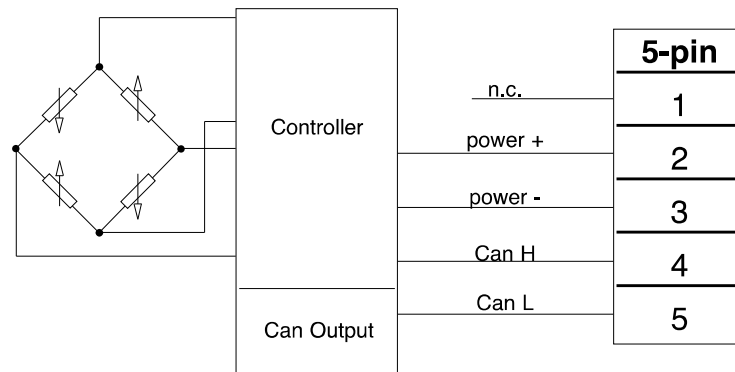 5-pin
n.c.
1
Controller
power +
2
power -
3
Can H
4
Can L
5
Can Output